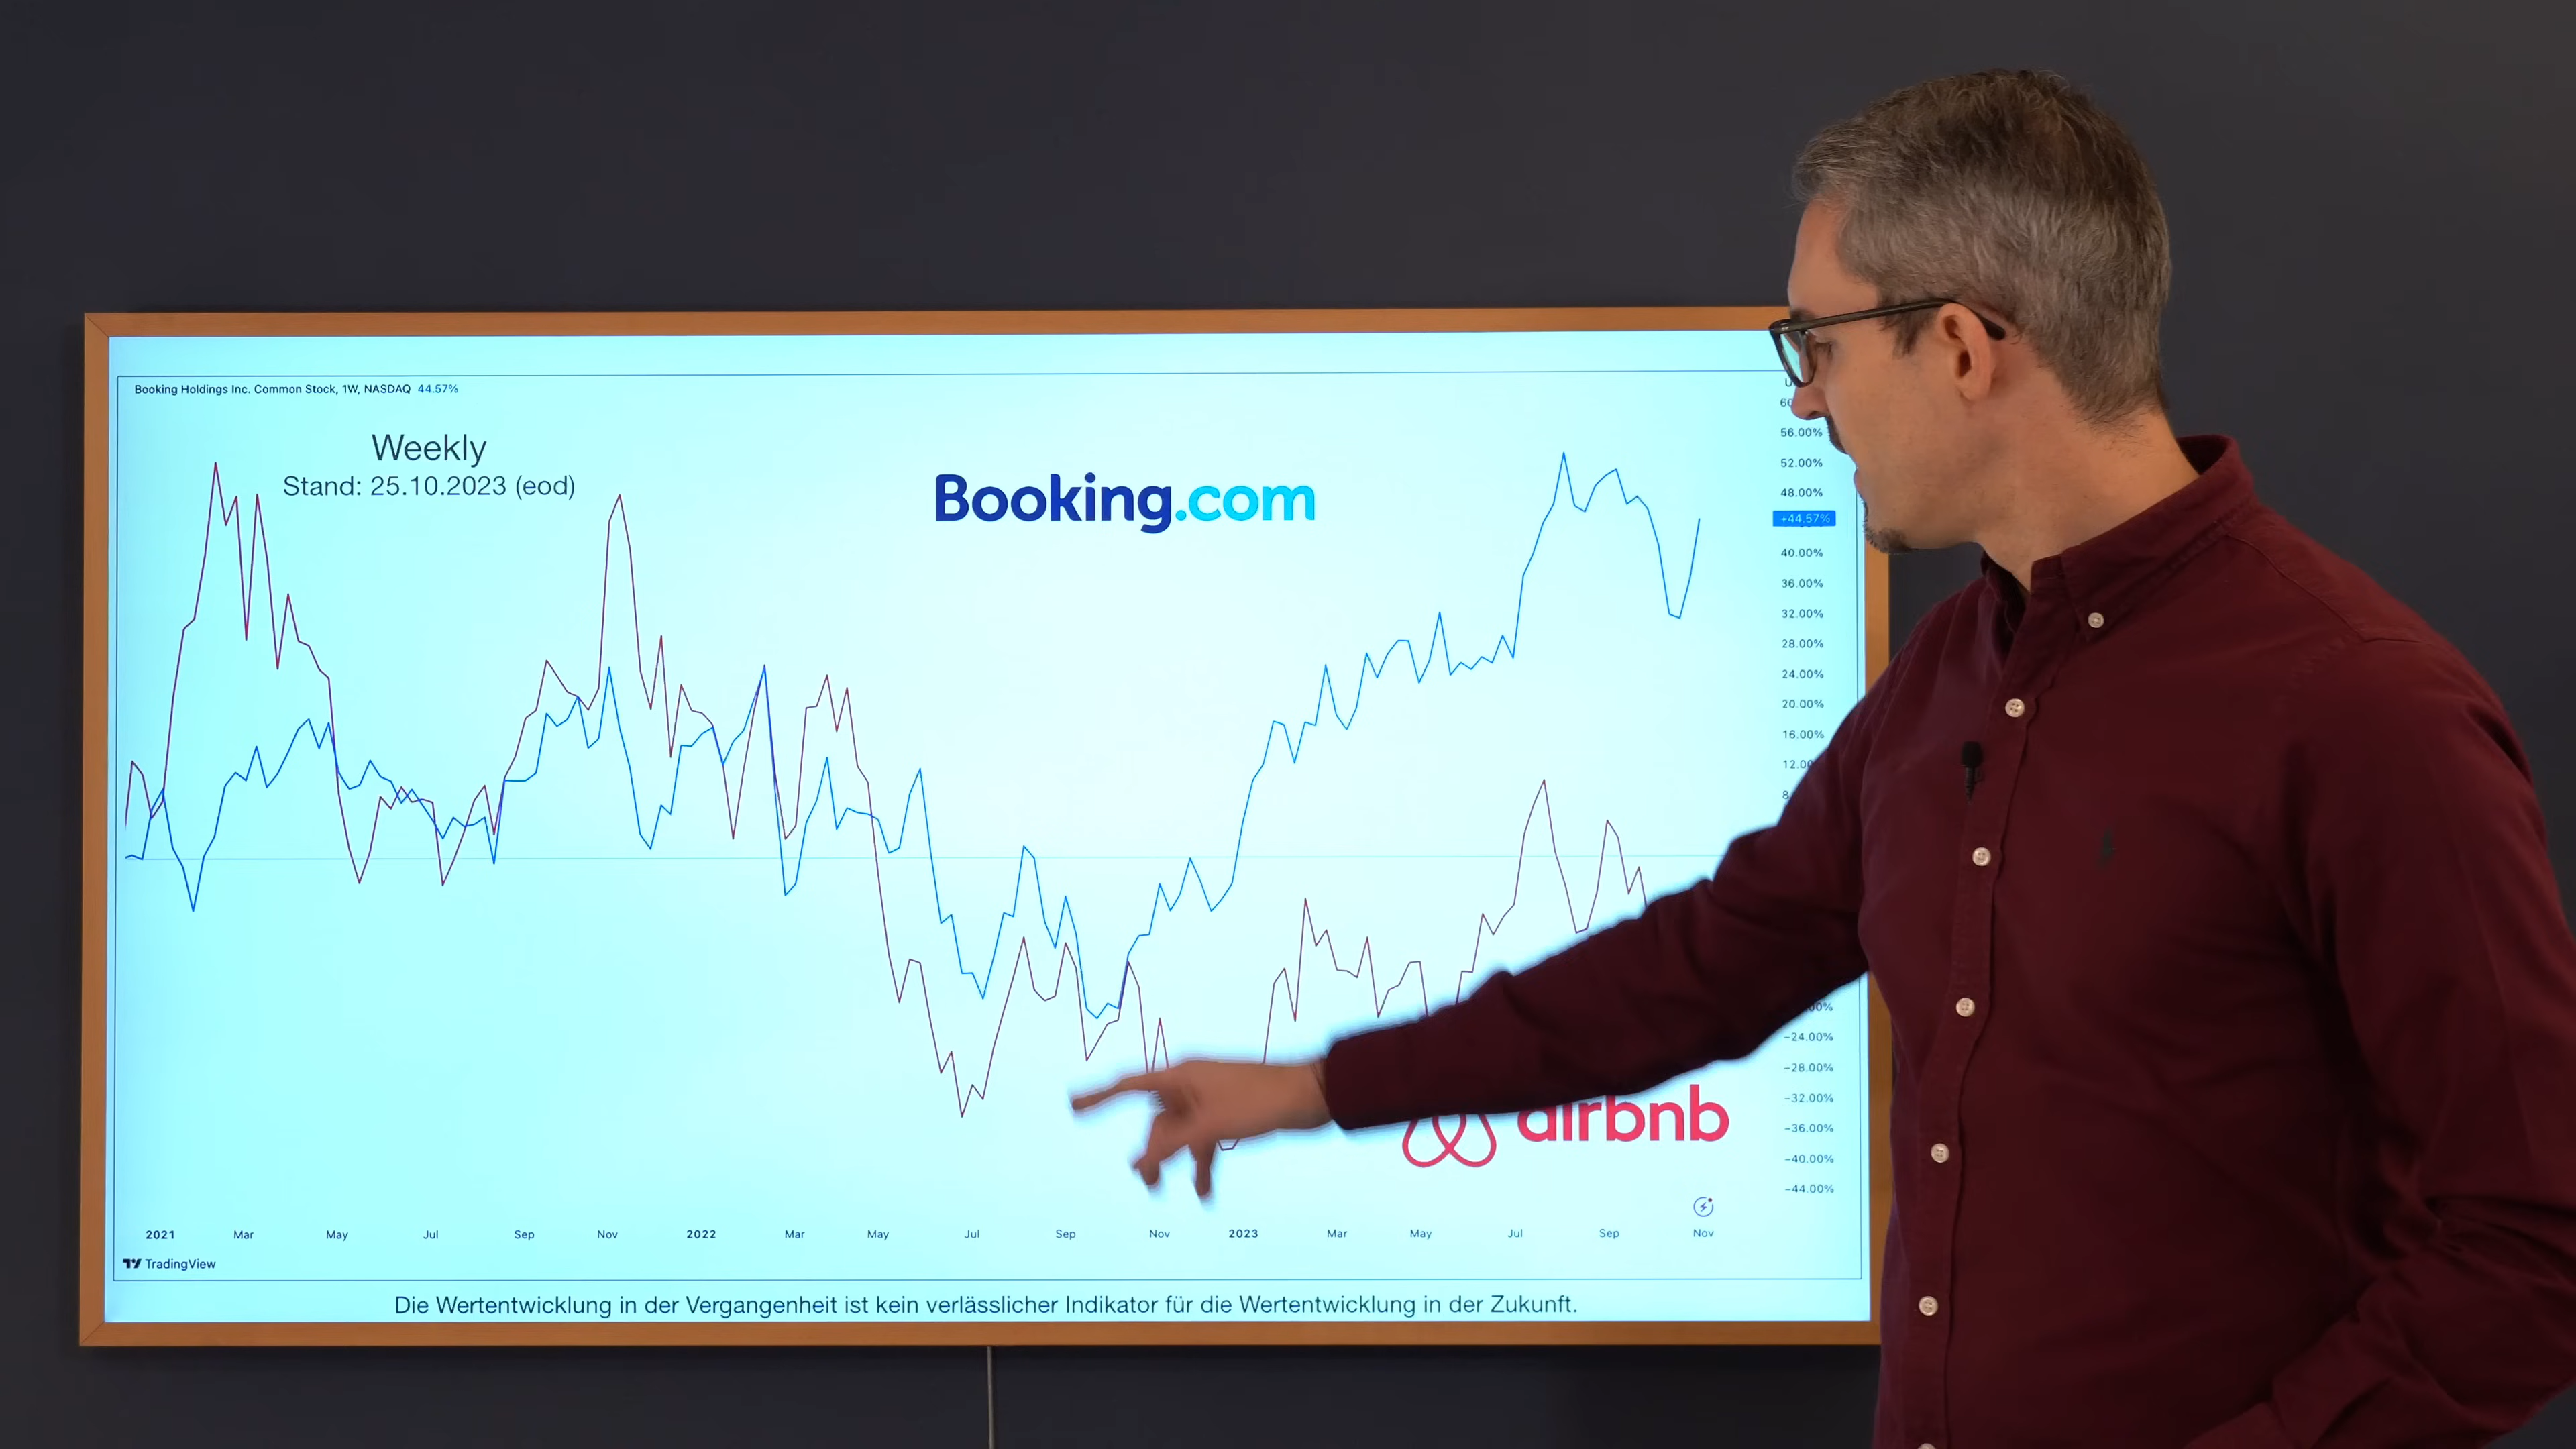 Booking Holdings Inc. Common Stock, 1W, NASDAQ 44.57%
Weekly
Stand: 25.10.2023 (eod)
Booking.com
56.00%
52.00%
48.00%
+44.57%
40.00%
36.00%
32.00%
28.00%
24.00%
20.00%
16.00%
-24.00%
-28.00%
-32.00%
-36.00%
-40.00%
-44.00%
airbnb
2021 Mar May Jul Sep Nov 2022 Mar May Jul Sep Nov 2023 Mar May Jul Sep Nov
TradingView
Die Wertentwicklung in der Vergangenheit ist kein verlässlicher Indikator für die Wertentwicklung in der Zukunft.